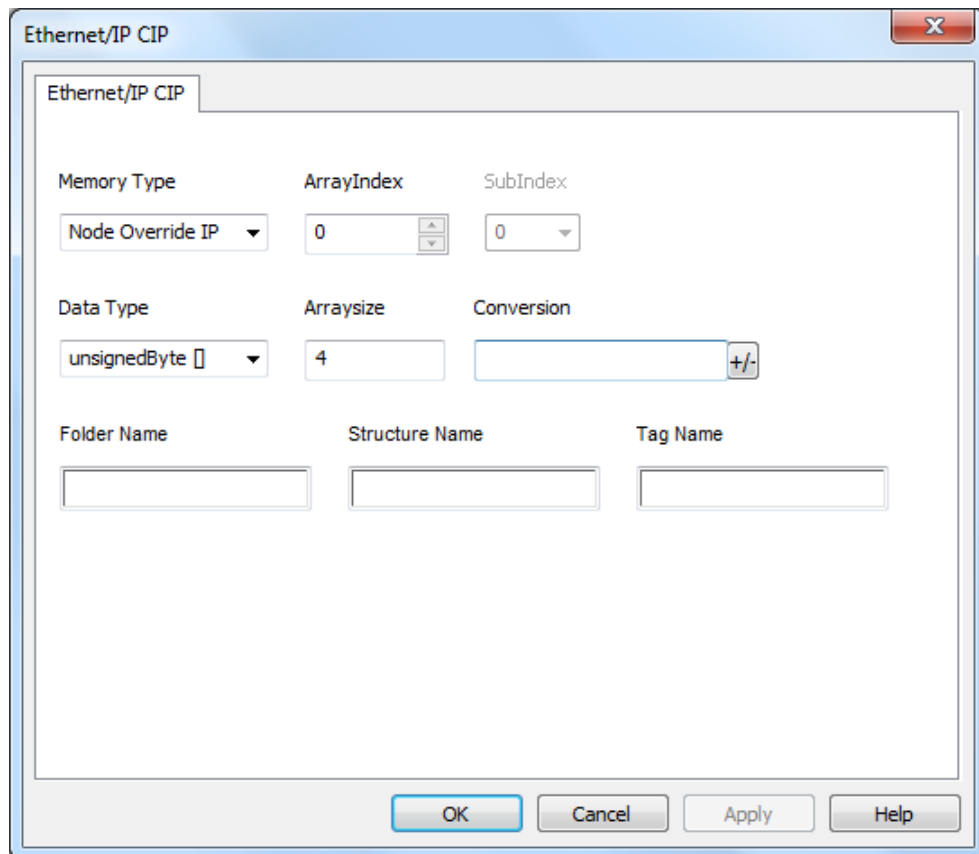 Ethernet/IP CIP
Ethernet/IP CIP
Memory Type ArrayIndex SubIndex
Node Override IP 0 0
Data Type Arraysize Conversion
unsignedByte [] 4 +/-
Folder Name Structure Name Tag Name
OK Cancel Apply Help